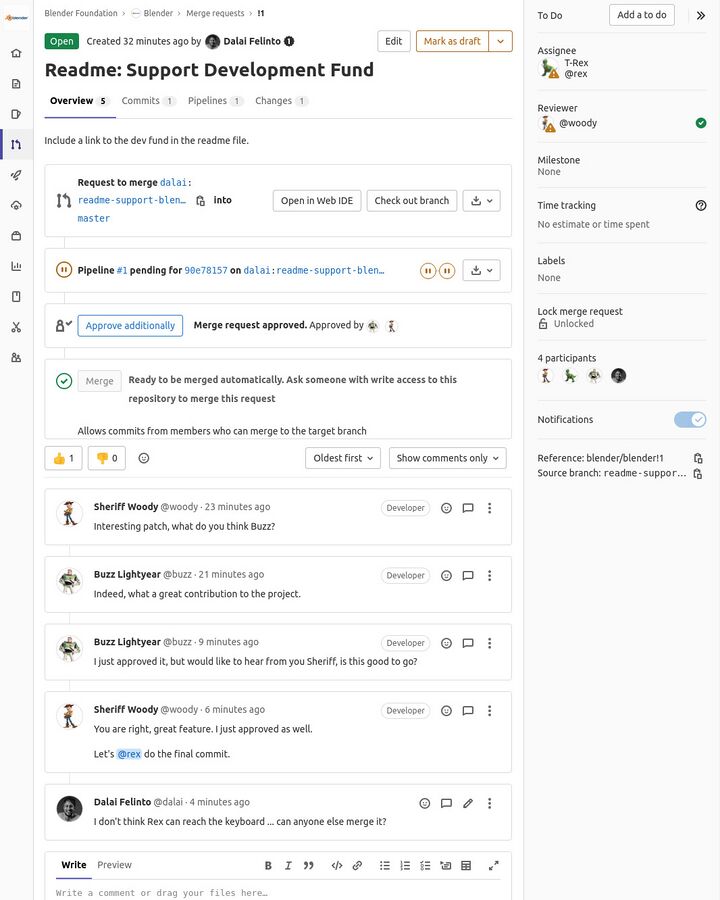 blender
Blender Foundation › Blender › Merge requests › !1
Open Created 32 minutes ago by Dalai Felinto
Edit
Mark as draft
Readme: Support Development Fund
Overview 5 Commits 1 Pipelines 1 Changes 1
Include a link to the dev fund in the readme file.
Request to merge dalai:
readme-support-blen… into
master
Open in Web IDE
Check out branch
Pipeline #1 pending for 90e78157 on dalai:readme-support-blen…
Approve additionally
Merge request approved. Approved by
Merge
Ready to be merged automatically. Ask someone with write access to this
repository to merge this request
Allows commits from members who can merge to the target branch
👍 1 👎 0
Oldest first
Show comments only
Sheriff Woody @woody · 23 minutes ago
Developer
Interesting patch, what do you think Buzz?
Buzz Lightyear @buzz · 21 minutes ago
Developer
Indeed, what a great contribution to the project.
Buzz Lightyear @buzz · 9 minutes ago
Developer
I just approved it, but would like to hear from you Sheriff, is this good to go?
Sheriff Woody @woody · 6 minutes ago
Developer
You are right, great feature. I just approved as well.
Let's @rex do the final commit.
Dalai Felinto @dalai · 4 minutes ago
I don't think Rex can reach the keyboard ... can anyone else merge it?
Write Preview
Write a comment or drag your files here…
To Do
Add a to do
Assignee
T-Rex
@rex
Reviewer
@woody
Milestone
None
Time tracking
No estimate or time spent
Labels
None
Lock merge request
Unlocked
4 participants
Notifications
Reference: blender/blender!1
Source branch: readme-suppor...